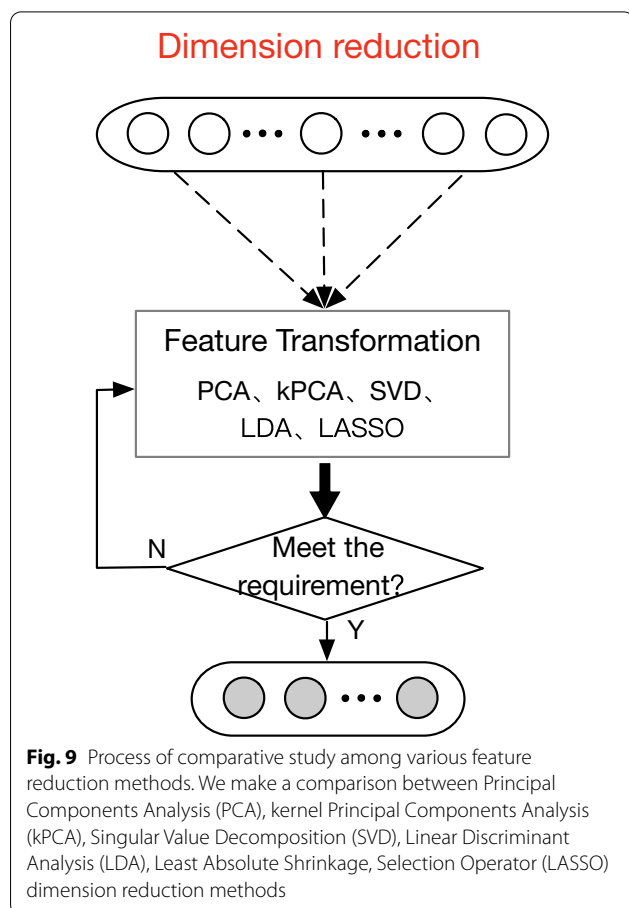 Dimension reduction
Feature Transformation
PCA、kPCA、SVD、
LDA、LASSO
N
Meet the
requirement?
Y
Fig. 9 Process of comparative study among various feature
reduction methods. We make a comparison between Principal
Components Analysis (PCA), kernel Principal Components Analysis
(kPCA), Singular Value Decomposition (SVD), Linear Discriminant
Analysis (LDA), Least Absolute Shrinkage, Selection Operator (LASSO)
dimension reduction methods